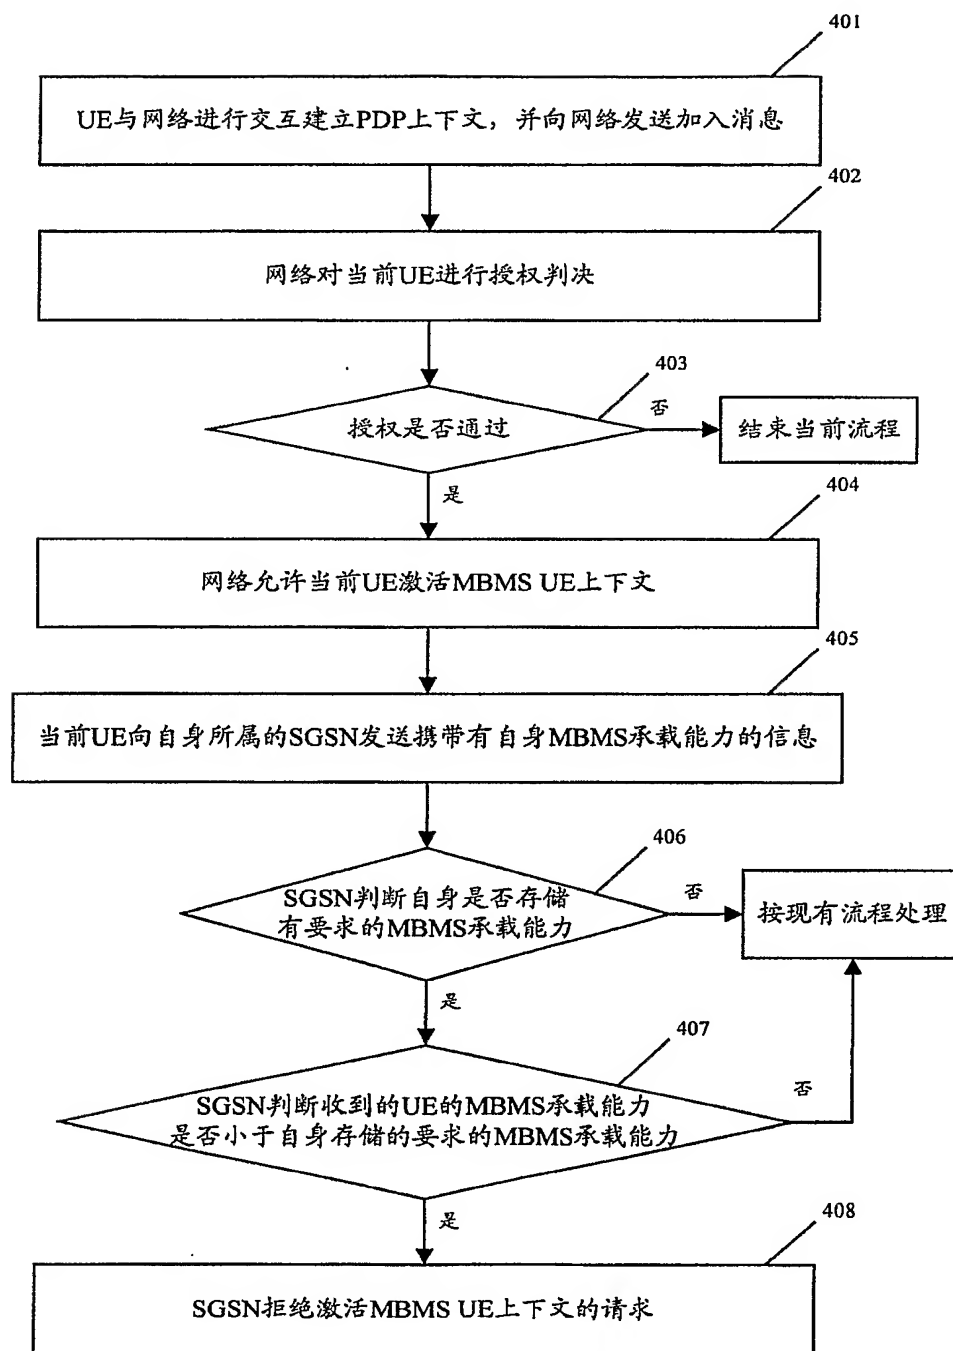 401
UE与网络进行交互建立PDP上下文，并向网络发送加入消息
402
网络对当前UE进行授权判决
403
授权是否通过
否
结束当前流程
是
404
网络允许当前UE激活MBMS UE上下文
405
当前UE向自身所属的SGSN发送携带有自身MBMS承载能力的信息
406
SGSN判断自身是否存储
有要求的MBMS承载能力
否
按现有流程处理
是
407
SGSN判断收到的UE的MBMS承载能力
是否小于自身存储的要求的MBMS承载能力
否
是
408
SGSN拒绝激活MBMS UE上下文的请求